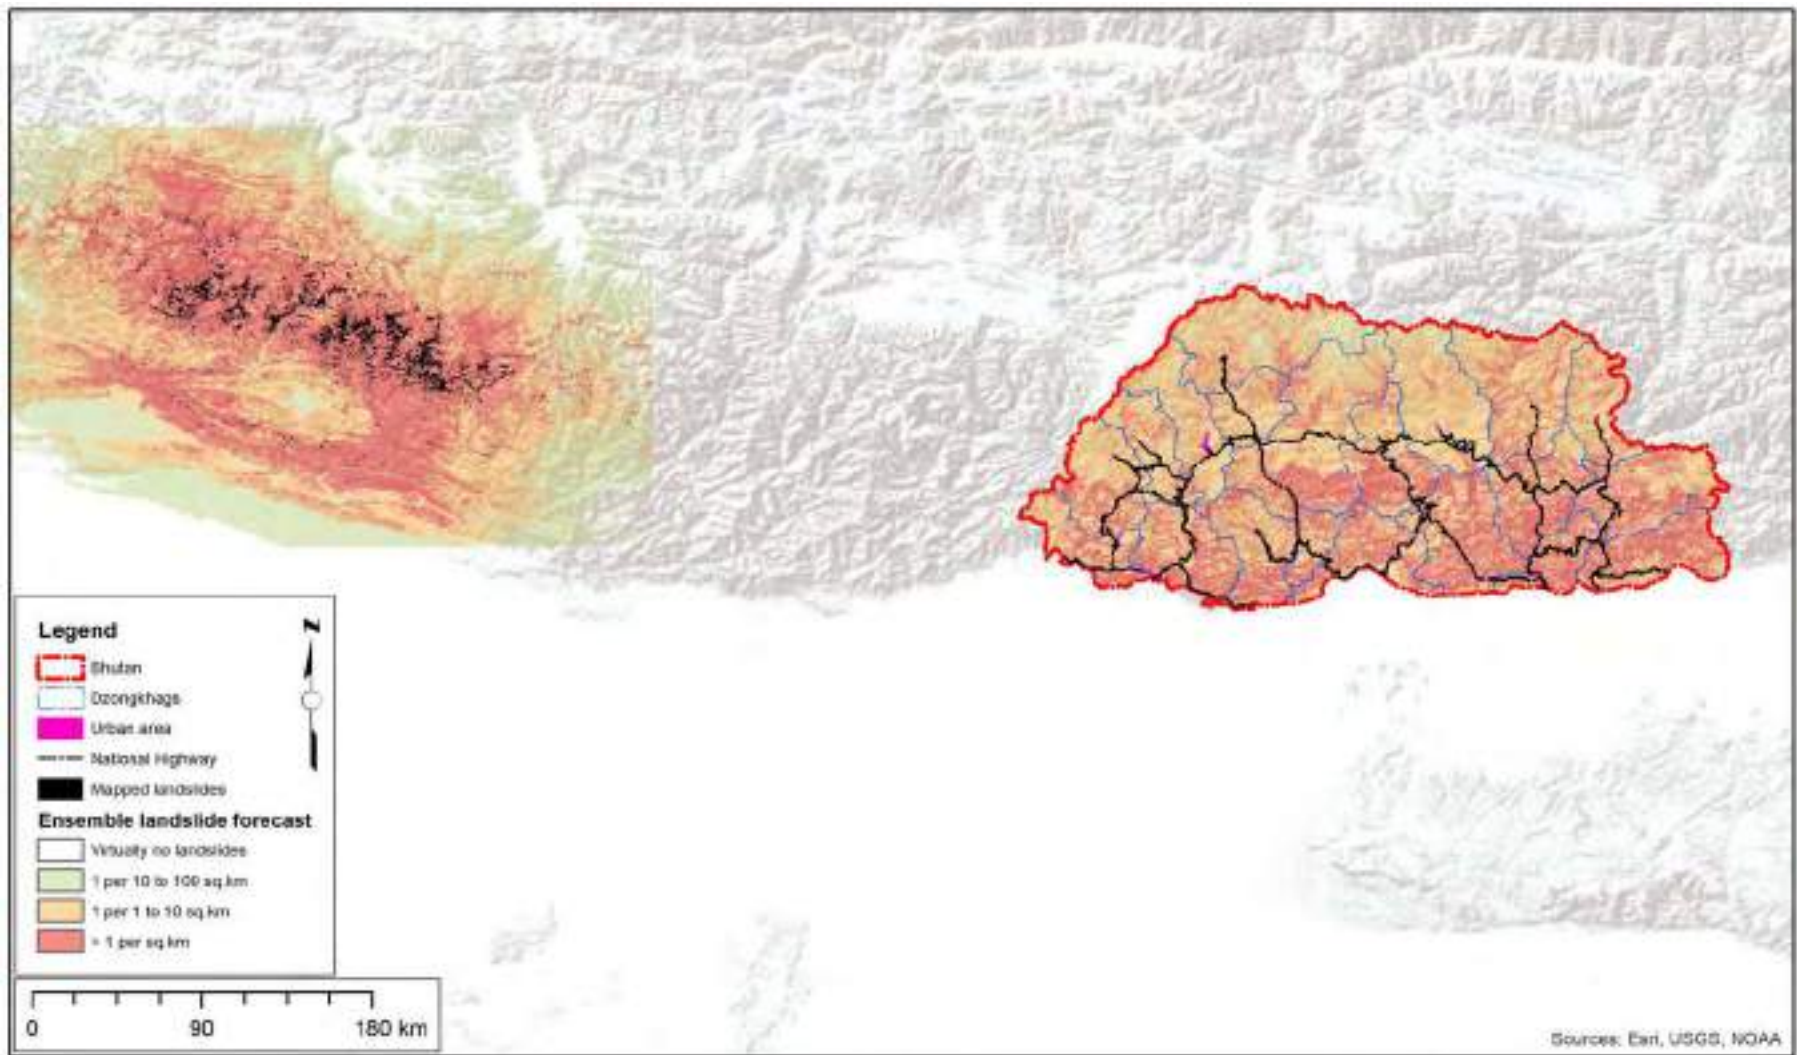 Legend
N
Bhutan
Dzongkhags
Urban area
National Highway
Mapped landslides
Ensemble landslide forecast
Virtually no landslides
1 per 10 to 100 sq.km
1 per 1 to 10 sq.km
> 1 per sq.km
0 90 180 km
Sources: Esri, USGS, NOAA